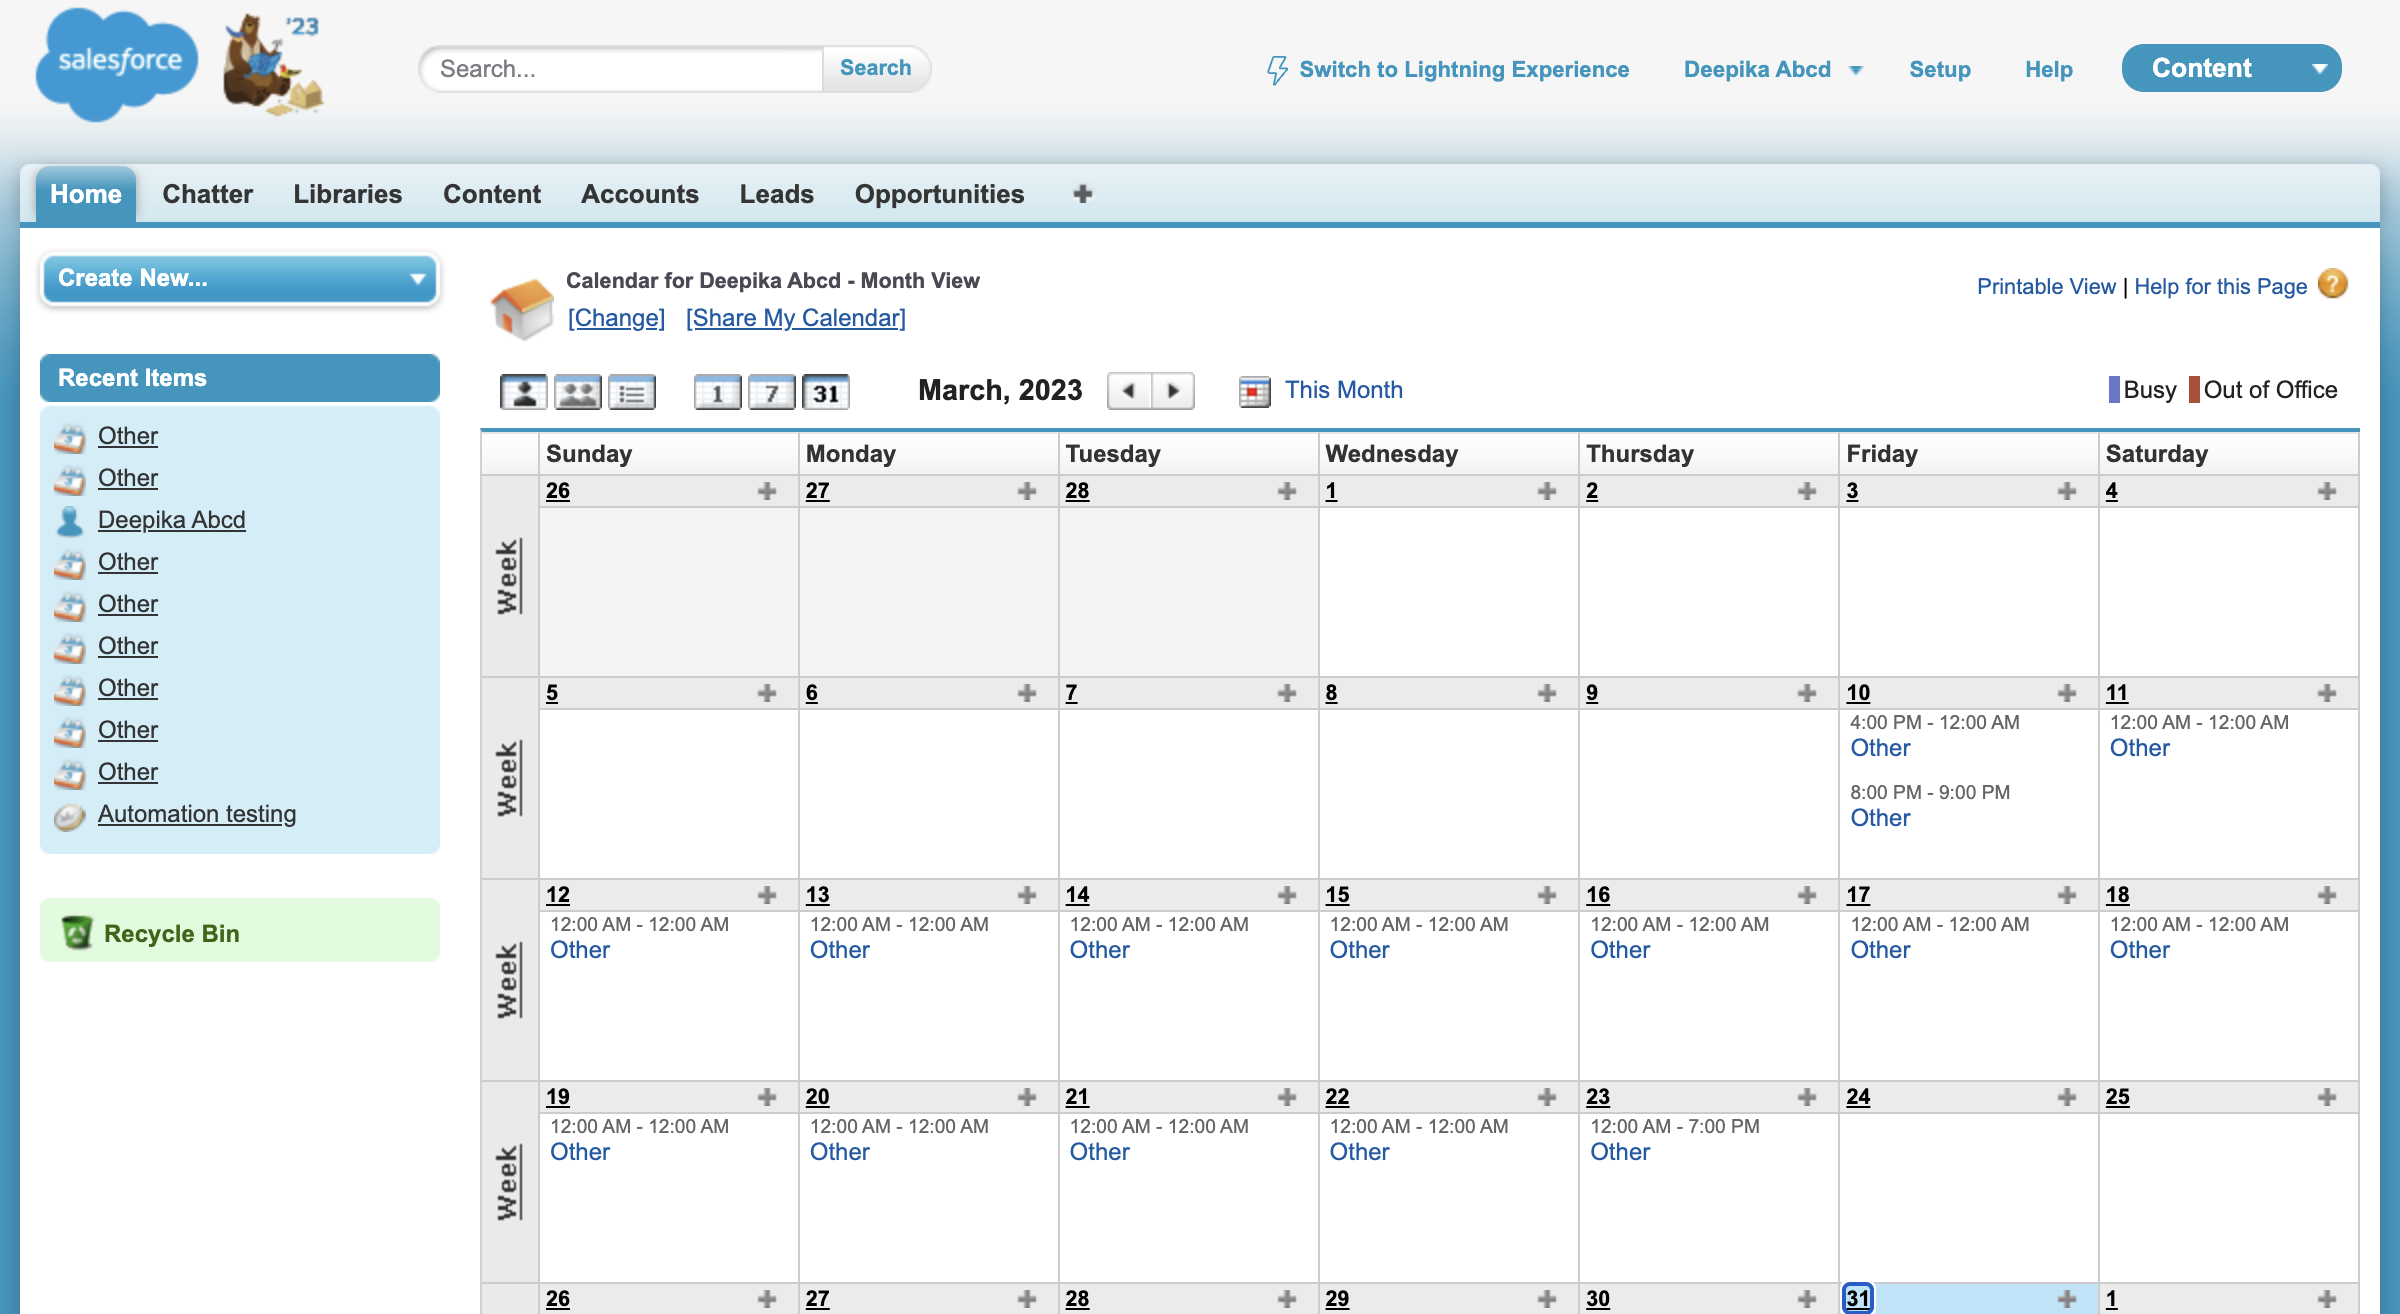 salesforce
'23
Search...
Search
Switch to Lightning Experience
Deepika Abcd
Setup
Help
Content
Home
Chatter
Libraries
Content
Accounts
Leads
Opportunities
Create New...
Calendar for Deepika Abcd - Month View
[Change] [Share My Calendar]
Printable View | Help for this Page ?
Recent Items
Other
Other
Deepika Abcd
Other
Other
Other
Other
Other
Other
Automation testing
Recycle Bin
1
7
31
March, 2023
This Month
Busy
Out of Office
Sunday Monday Tuesday Wednesday Thursday Friday Saturday
Week
26 27 28 1 2 3 4
Week
5 6 7 8 9 10 11
4:00 PM - 12:00 AM 12:00 AM - 12:00 AM
Other Other
8:00 PM - 9:00 PM
Other
Week
12 13 14 15 16 17 18
12:00 AM - 12:00 AM 12:00 AM - 12:00 AM 12:00 AM - 12:00 AM 12:00 AM - 12:00 AM 12:00 AM - 12:00 AM 12:00 AM - 12:00 AM 12:00 AM - 12:00 AM
Other Other Other Other Other Other Other
Week
19 20 21 22 23 24 25
12:00 AM - 12:00 AM 12:00 AM - 12:00 AM 12:00 AM - 12:00 AM 12:00 AM - 12:00 AM 12:00 AM - 7:00 PM
Other Other Other Other Other
26 27 28 29 30 31 1